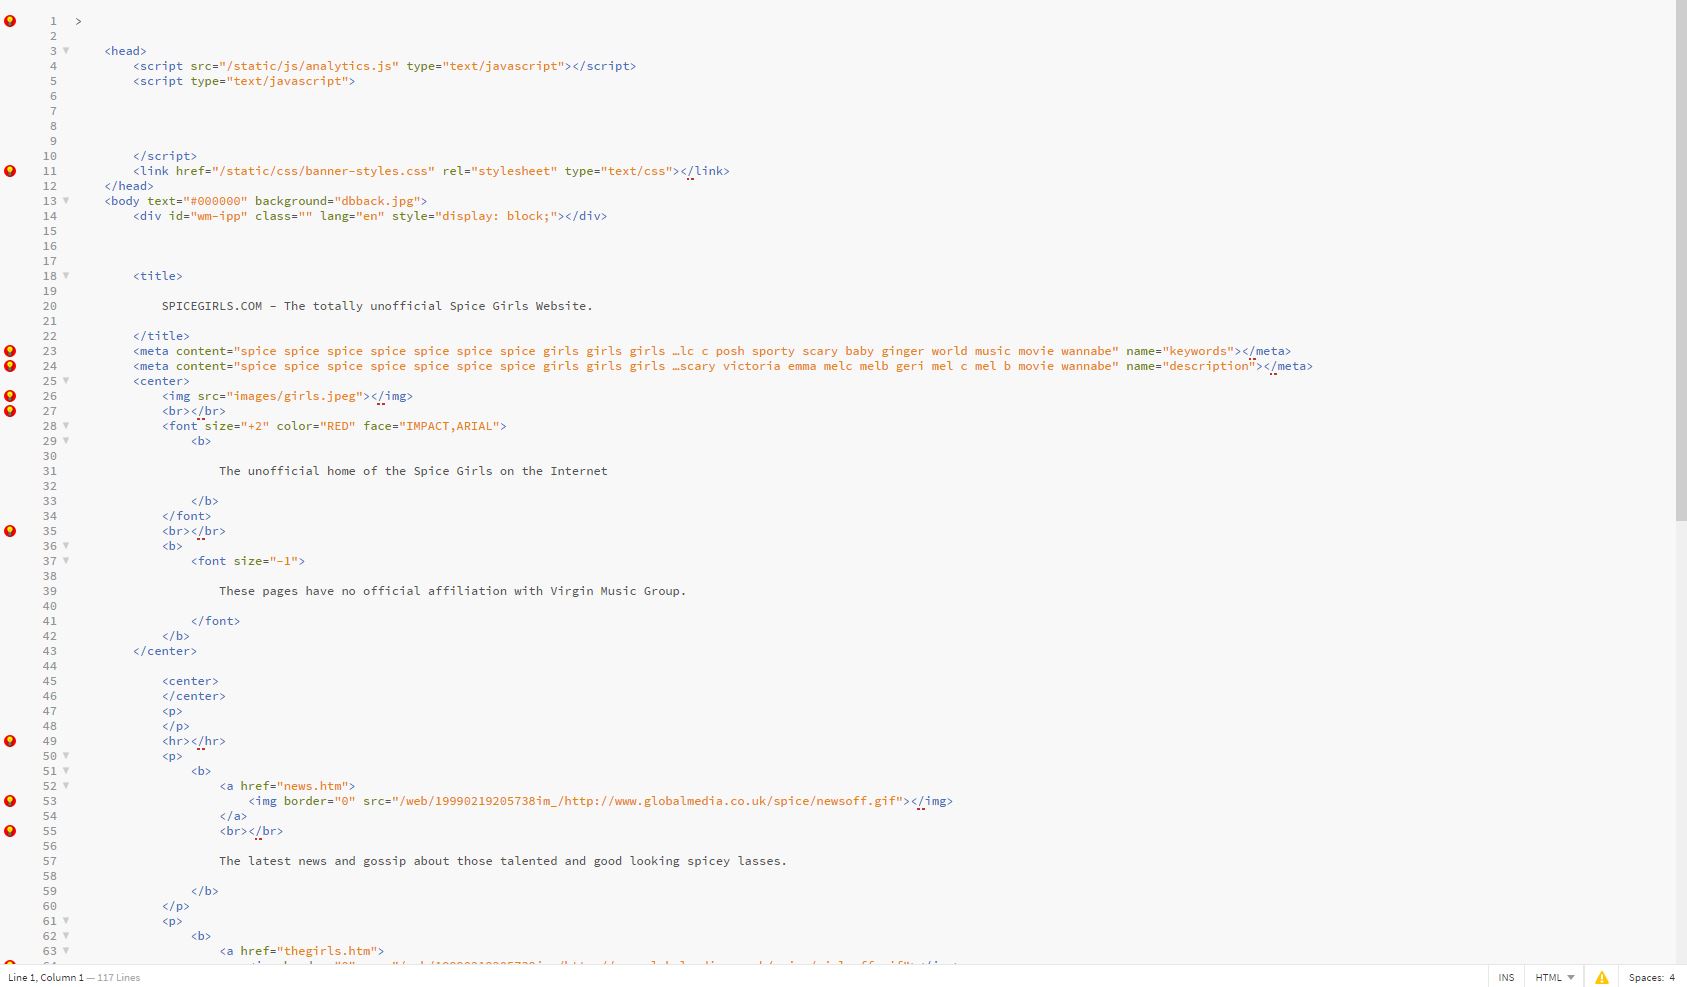 1 >
2
3 <head>
4 <script src="/static/js/analytics.js" type="text/javascript"></script>
5 <script type="text/javascript">
6
7
8
9
10 </script>
11 <link href="/static/css/banner-styles.css" rel="stylesheet" type="text/css"></link>
12 </head>
13 <body text="#000000" background="dbback.jpg">
14 <div id="wm-ipp" class="" lang="en" style="display: block;"></div>
15
16
17
18 <title>
19
20 SPICEGIRLS.COM - The totally unofficial Spice Girls Website.
21
22 </title>
23 <meta content="spice spice spice spice spice spice spice girls girls girls …lc c posh sporty scary baby ginger world music movie wannabe" name="keywords"></meta>
24 <meta content="spice spice spice spice spice spice spice girls girls girls …scary victoria emma melc melb geri mel c mel b movie wannabe" name="description"></meta>
25 <center>
26 <img src="images/girls.jpeg"></img>
27 <br></br>
28 <font size="+2" color="RED" face="IMPACT,ARIAL">
29 <b>
30
31 The unofficial home of the Spice Girls on the Internet
32
33 </b>
34 </font>
35 <br></br>
36 <b>
37 <font size="-1">
38
39 These pages have no official affiliation with Virgin Music Group.
40
41 </font>
42 </b>
43 </center>
44
45 <center>
46 </center>
47 <p>
48 </p>
49 <hr></hr>
50 <p>
51 <b>
52 <a href="news.htm">
53 <img border="0" src="/web/19990219205738im_/http://www.globalmedia.co.uk/spice/newsoff.gif"></img>
54 </a>
55 <br></br>
56
57 The latest news and gossip about those talented and good looking spicey lasses.
58
59 </b>
60 </p>
61 <p>
62 <b>
63 <a href="thegirls.htm">
Line 1, Column 1 — 117 Lines INS HTML Spaces: 4